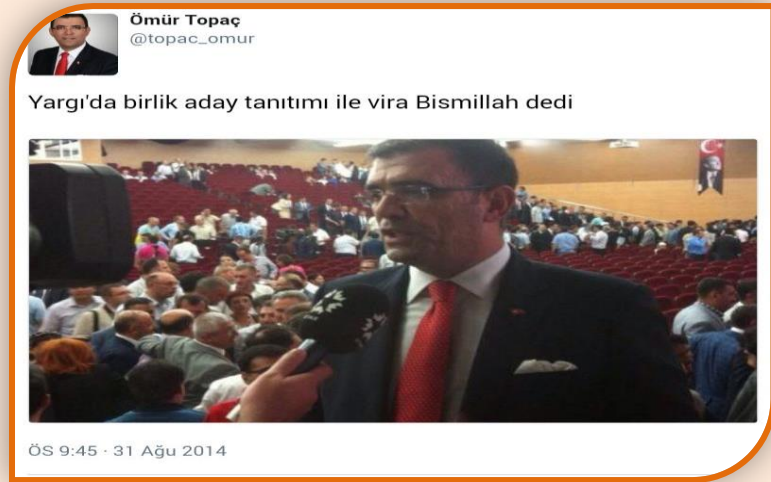 Ömür Topaç
@topac_omur
Yargı'da birlik aday tanıtımı ile vira Bismillah dedi
ÖS 9:45 · 31 Ağu 2014